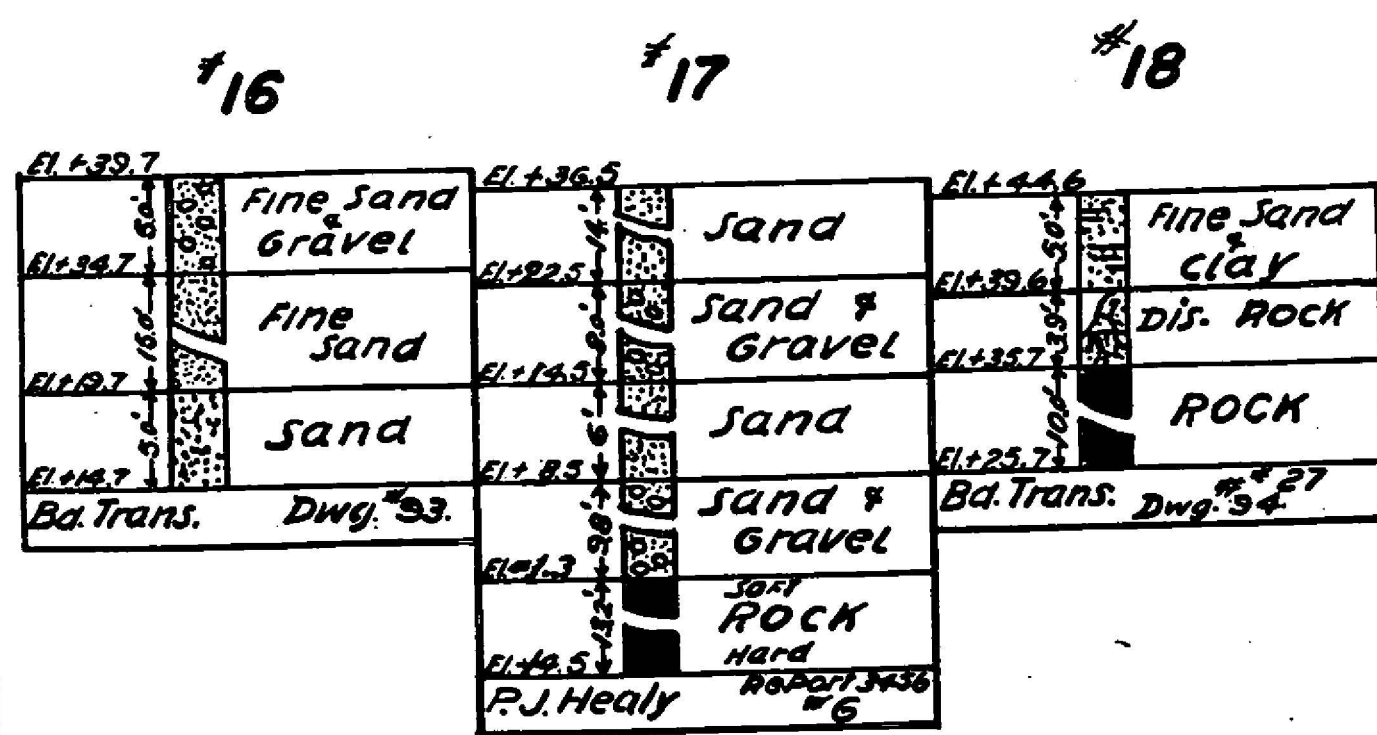 #16
El. +39.7
5.0'
Fine Sand
&
Gravel
El+34.7
15.0'
Fine
Sand
El+19.7
5.0'
Sand
El+14.7
Bd. Trans. Dwg. #93.
#17
El. +36.5
14.'
Sand
El+22.5
8.0'
Sand &
Gravel
El+14.5
6'
Sand
El+8.5
9.8'
Sand &
Gravel
El-1.3
13.2'
SOFT
ROCK
Hard
El-14.5
P.J. Healy Report 3456
#6
#18
El. +44.6
5.0'
Fine Sand
&
Clay
El.+39.6
3.9'
Dis. ROCK
El+35.7
10.0'
ROCK
El+25.7
Bd. Trans. Dwg. #94 #27